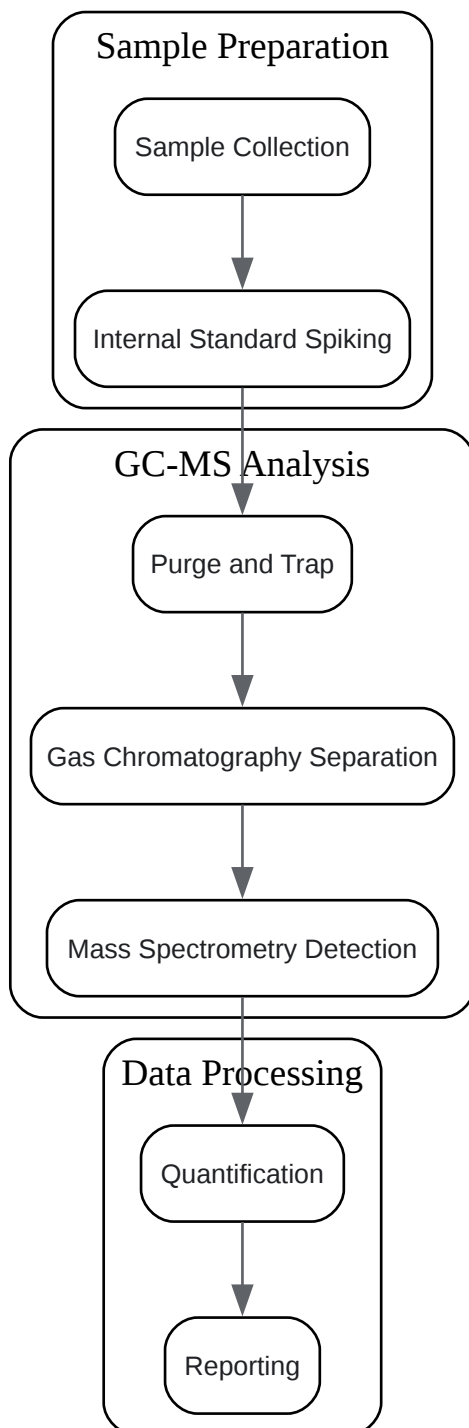 Sample Preparation
Sample Collection
Internal Standard Spiking
GC-MS Analysis
Purge and Trap
Gas Chromatography Separation
Mass Spectrometry Detection
Data Processing
Quantification
Reporting